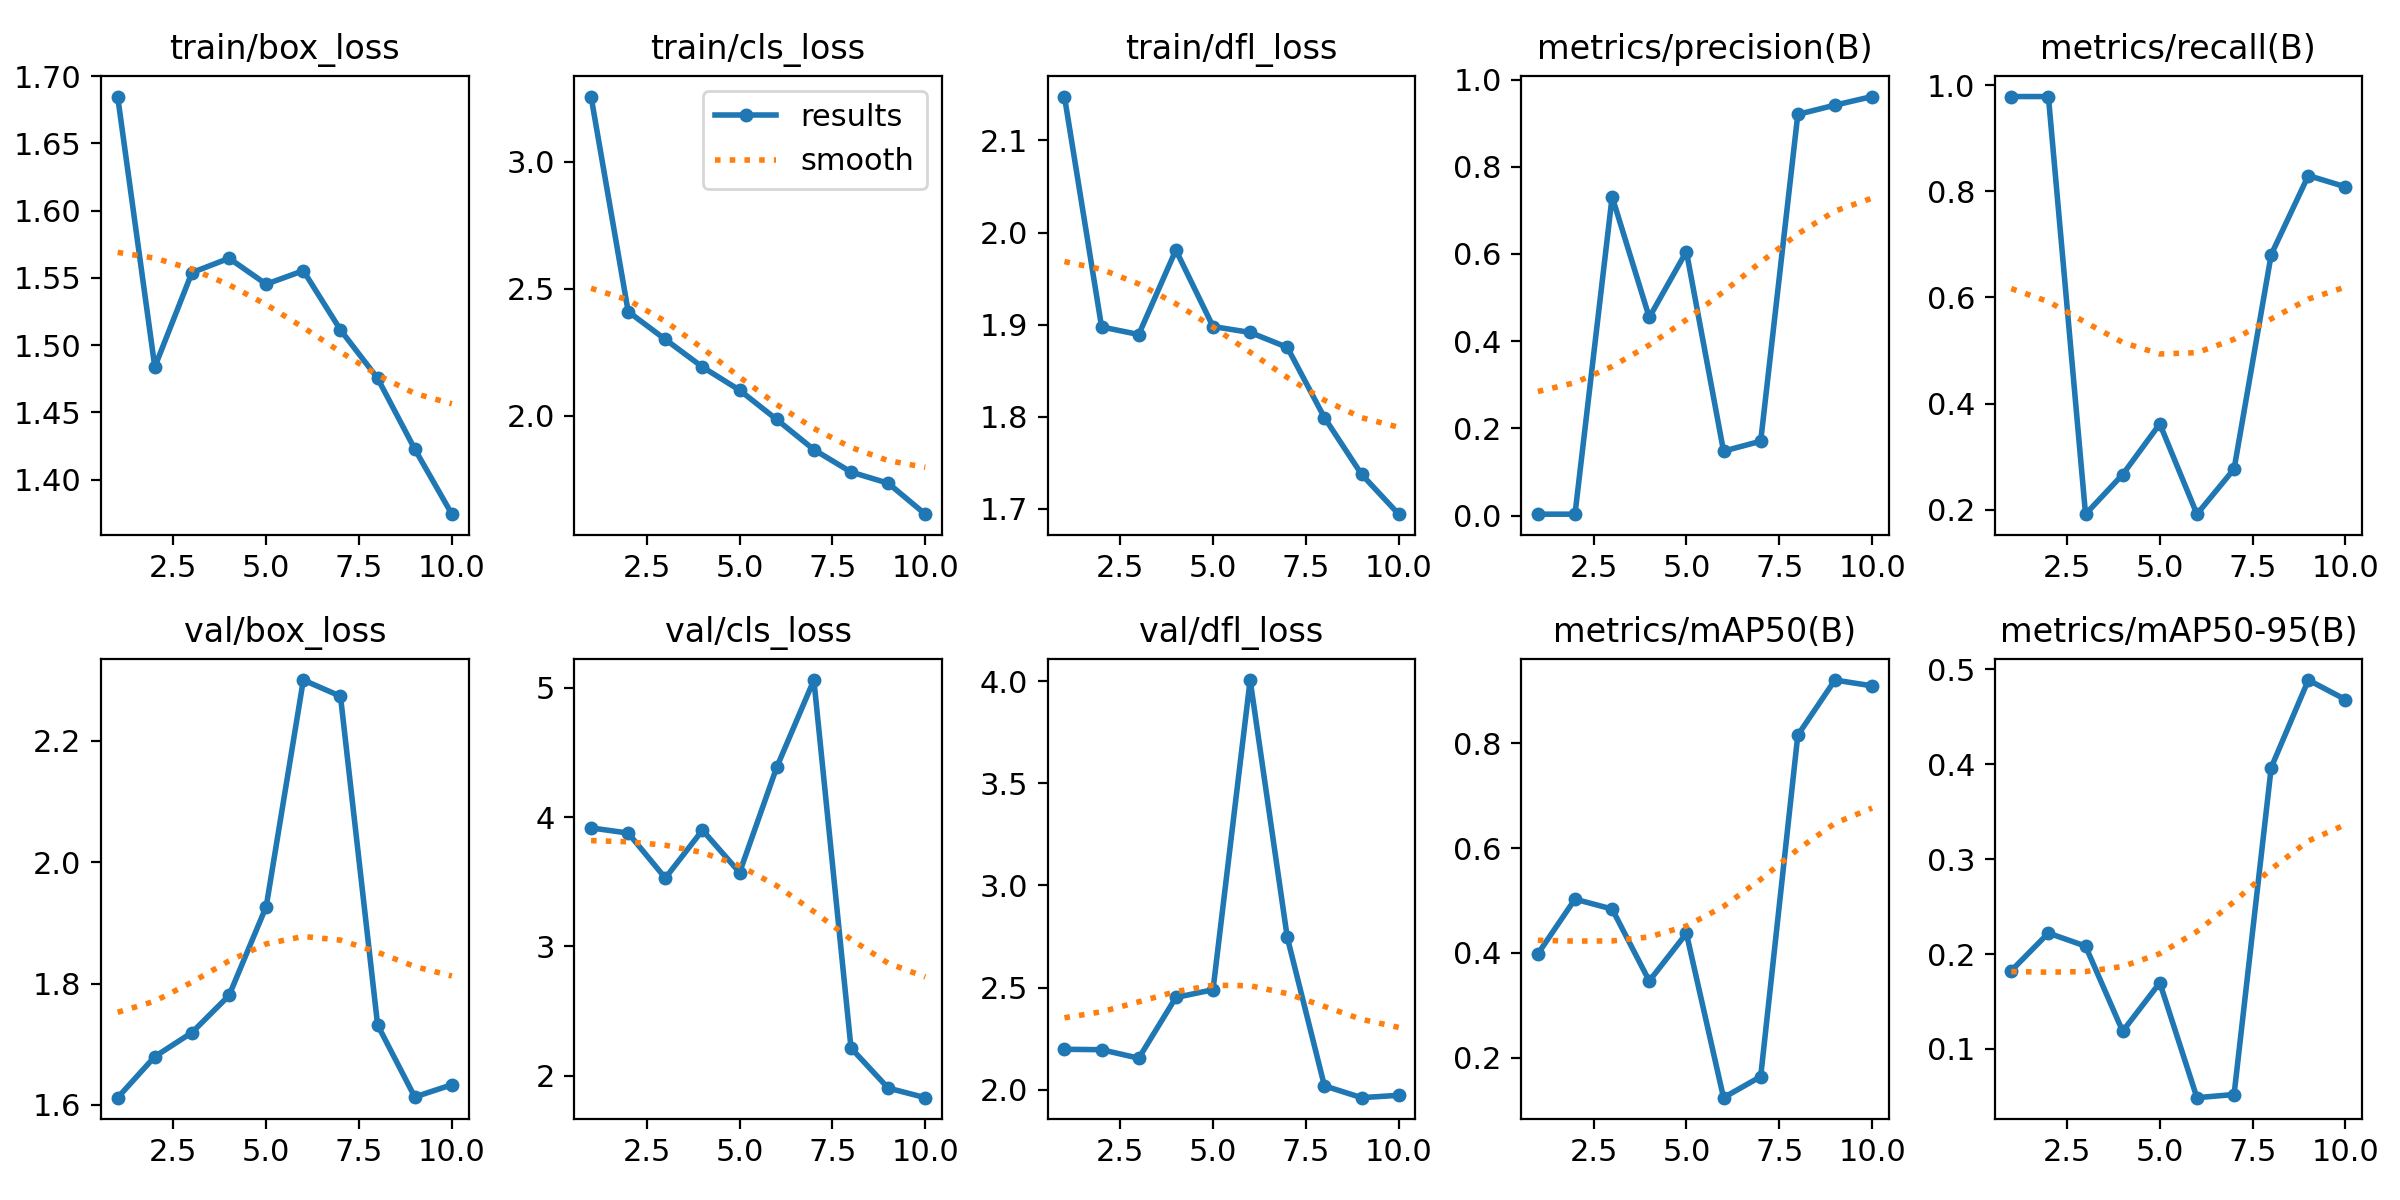 train/box_loss
train/cls_loss
train/dfl_loss
metrics/precision(B)
metrics/recall(B)
1.70
1.65
1.60
1.55
1.50
1.45
1.40
2.5 5.0 7.5 10.0
3.0
2.5
2.0
results
smooth
2.5 5.0 7.5 10.0
2.1
2.0
1.9
1.8
1.7
2.5 5.0 7.5 10.0
1.0
0.8
0.6
0.4
0.2
0.0
2.5 5.0 7.5 10.0
1.0
0.8
0.6
0.4
0.2
2.5 5.0 7.5 10.0
val/box_loss
val/cls_loss
val/dfl_loss
metrics/mAP50(B)
metrics/mAP50-95(B)
2.2
2.0
1.8
1.6
2.5 5.0 7.5 10.0
5
4
3
2
2.5 5.0 7.5 10.0
4.0
3.5
3.0
2.5
2.0
2.5 5.0 7.5 10.0
0.8
0.6
0.4
0.2
2.5 5.0 7.5 10.0
0.5
0.4
0.3
0.2
0.1
2.5 5.0 7.5 10.0